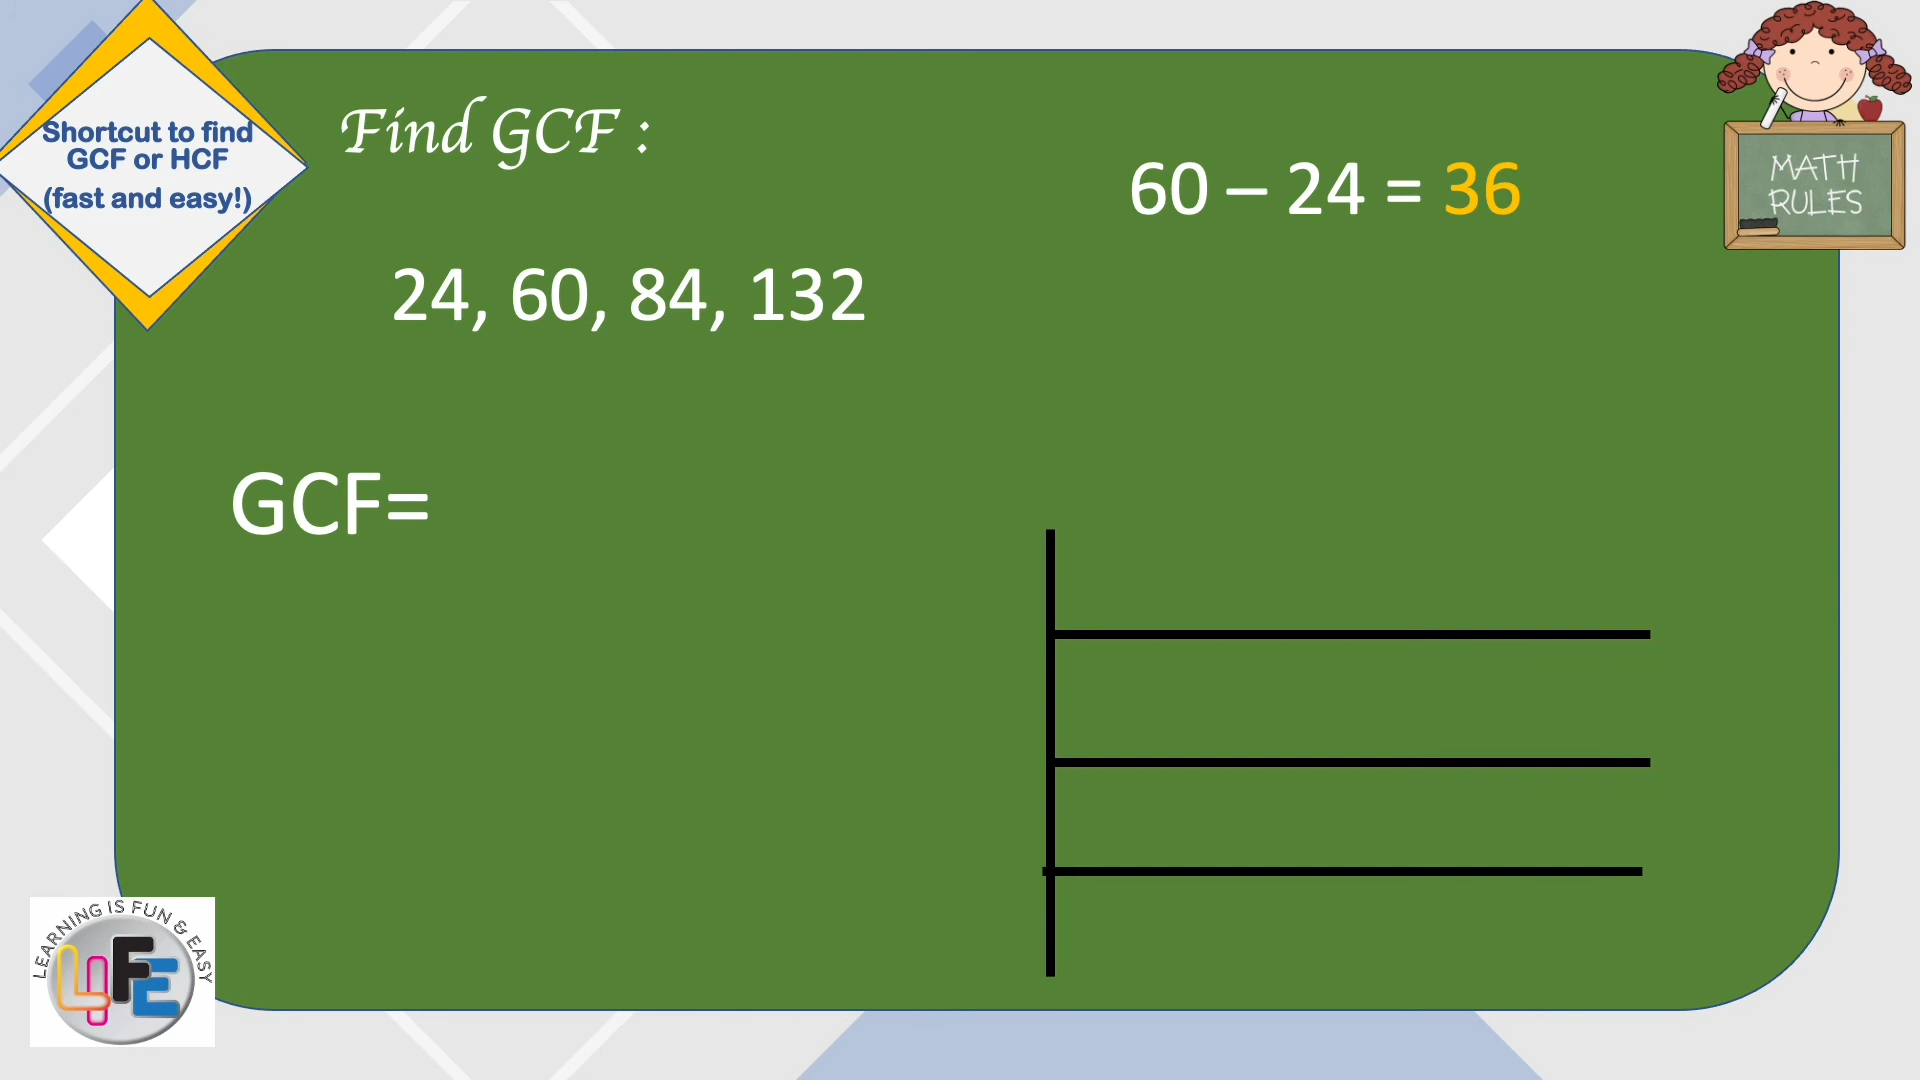 Shortcut to find
GCF or HCF
(fast and easy!)
Find GCF :
60 – 24 = 36
MATH
RULES
24, 60, 84, 132
GCF=
LEARNING IS FUN & EASY
L4FE